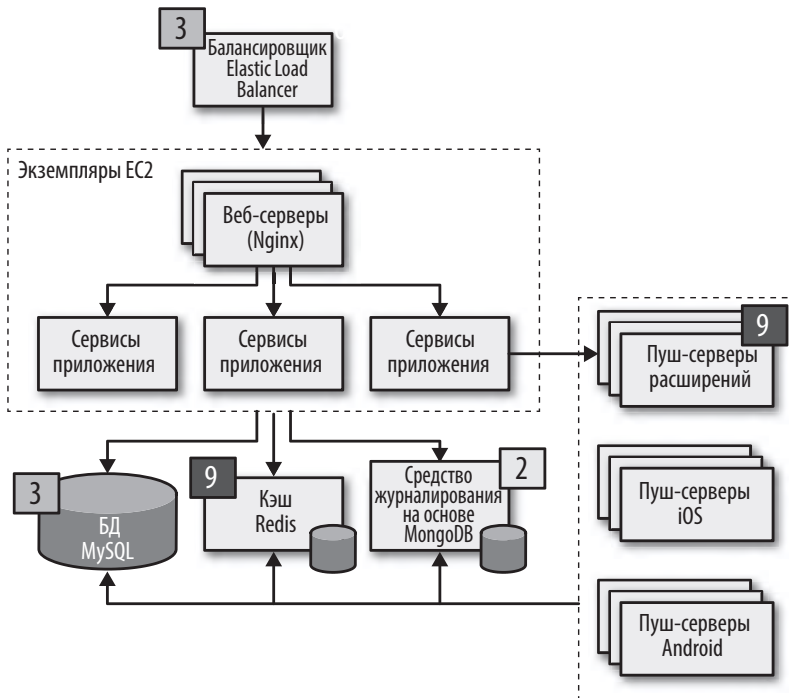 3
Балансировщик
Elastic Load
Balancer
Экземпляры EC2
Веб-серверы
(Nginx)
Сервисы
приложения
Сервисы
приложения
Сервисы
приложения
9
Пуш-серверы
расширений
3
БД
MySQL
9
Кэш
Redis
2
Средство
журналирования
на основе
MongoDB
Пуш-серверы
iOS
Пуш-серверы
Android